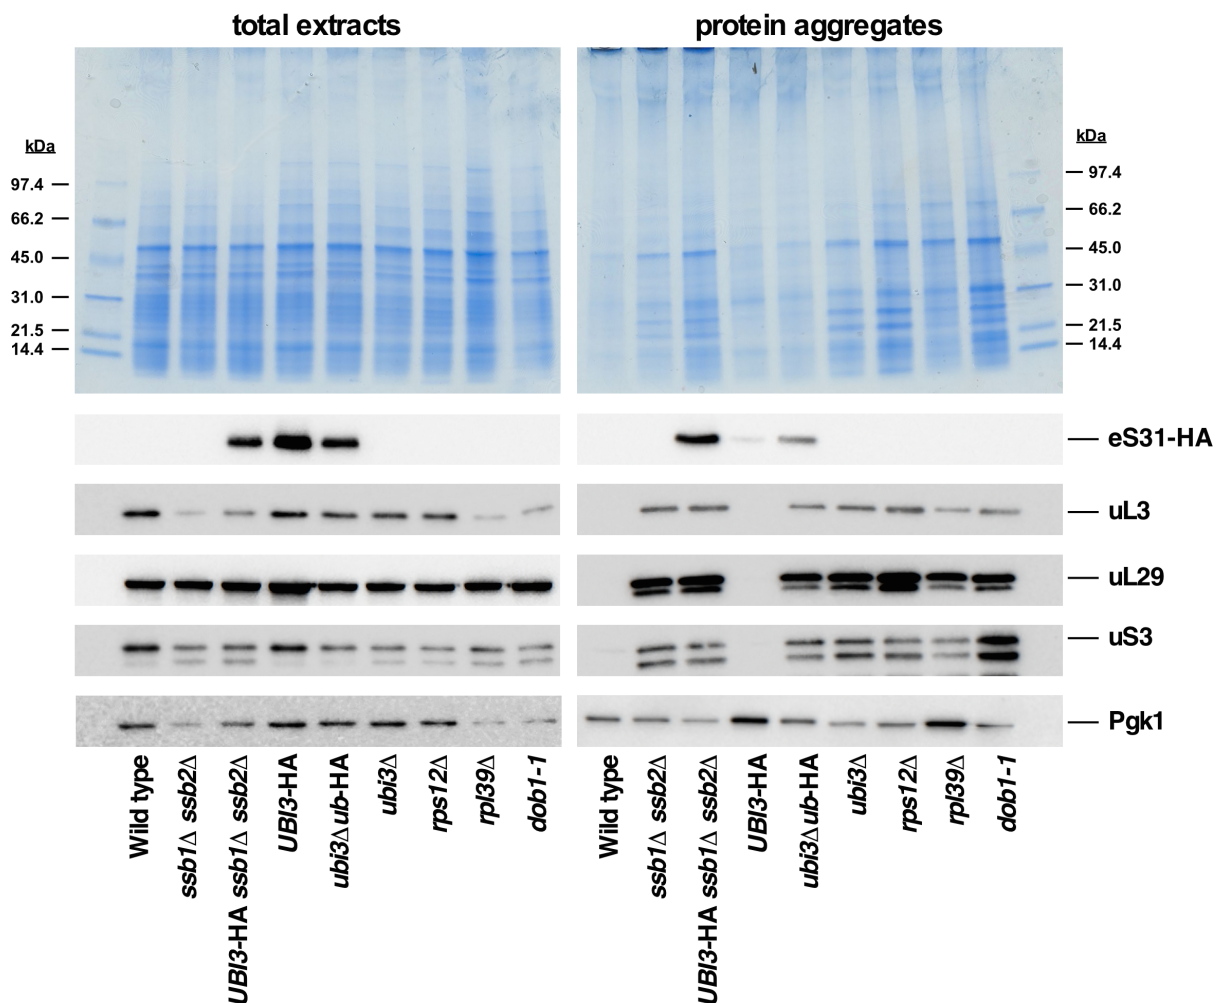 total extracts
protein aggregates
kDa
97.4
66.2
45.0
31.0
21.5
14.4
kDa
97.4
66.2
45.0
31.0
21.5
14.4
eS31-HA
uL3
uL29
uS3
Pgk1
Wild type
ssb1Δ ssb2Δ
UBI3-HA ssb1Δ ssb2Δ
UBI3-HA
ubi3Δub-HA
ubi3Δ
rps12Δ
rpl39Δ
dob1-1
Wild type
ssb1Δ ssb2Δ
UBI3-HA ssb1Δ ssb2Δ
UBI3-HA
ubi3Δub-HA
ubi3Δ
rps12Δ
rpl39Δ
dob1-1